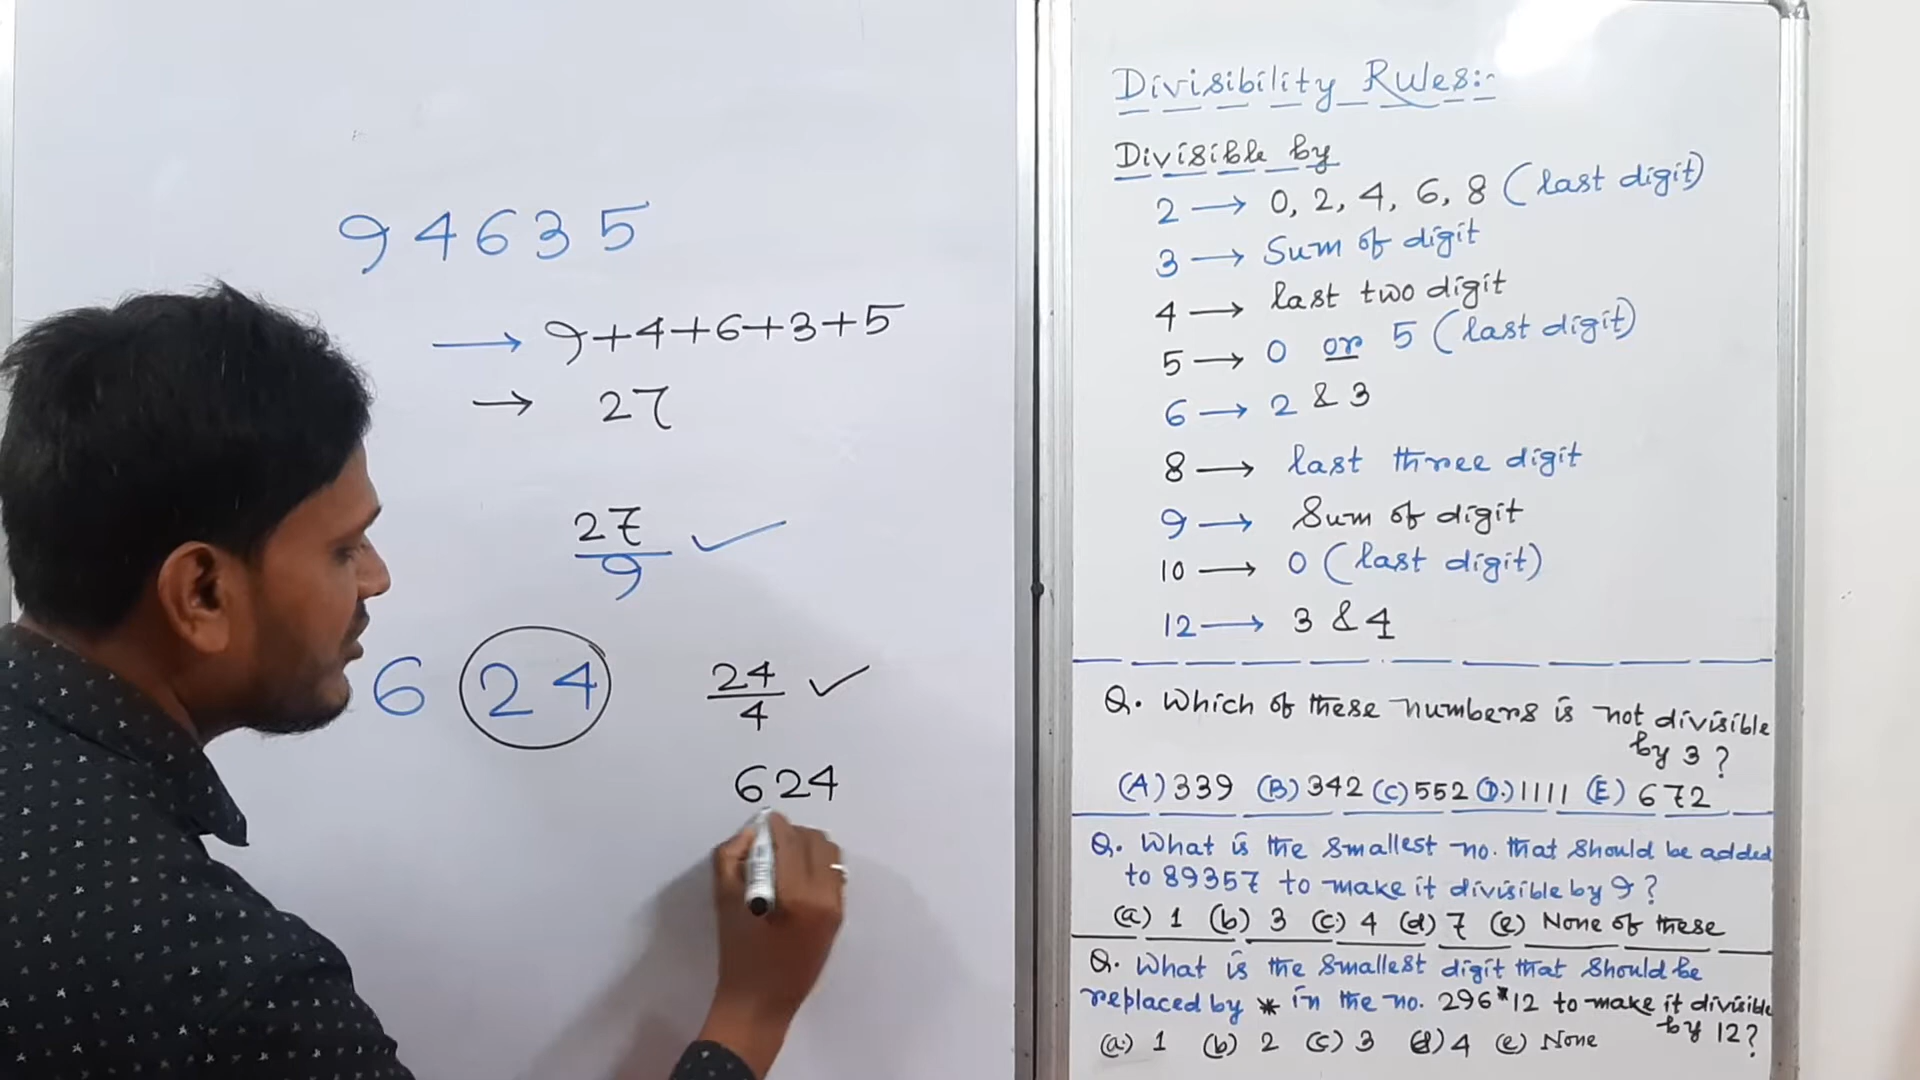 94635
→ 9+4+6+3+5
→ 27
27
9 ✓
6 24
24
4 ✓
624
Divisibility Rules:-
Divisible by
2 → 0, 2, 4, 6, 8 (last digit)
3 → Sum of digit
4 → last two digit
5 → 0 or 5 (last digit)
6 → 2 & 3
8 → last three digit
9 → Sum of digit
10 → 0 (last digit)
12 → 3 & 4
Q. Which of these numbers is not divisible
by 3?
(A) 339 (B) 342 (C) 552 (D.) 1111 (E) 672
Q. What is the smallest no. that should be added
to 89357 to make it divisible by 9?
(a) 1 (b) 3 (c) 4 (d) 7 (e) None of these
Q. What is the smallest digit that should be
replaced by * in the no. 296*12 to make it divisible
by 12?
(a.) 1 (b) 2 (c) 3 (d) 4 (e) None